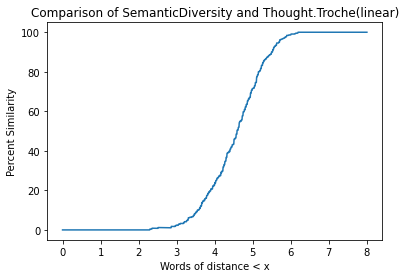 Comparison of SemanticDiversity and Thought.Troche(linear)
100
80
60
40
20
0
Percent Similarity
0 1 2 3 4 5 6 7 8
Words of distance < x